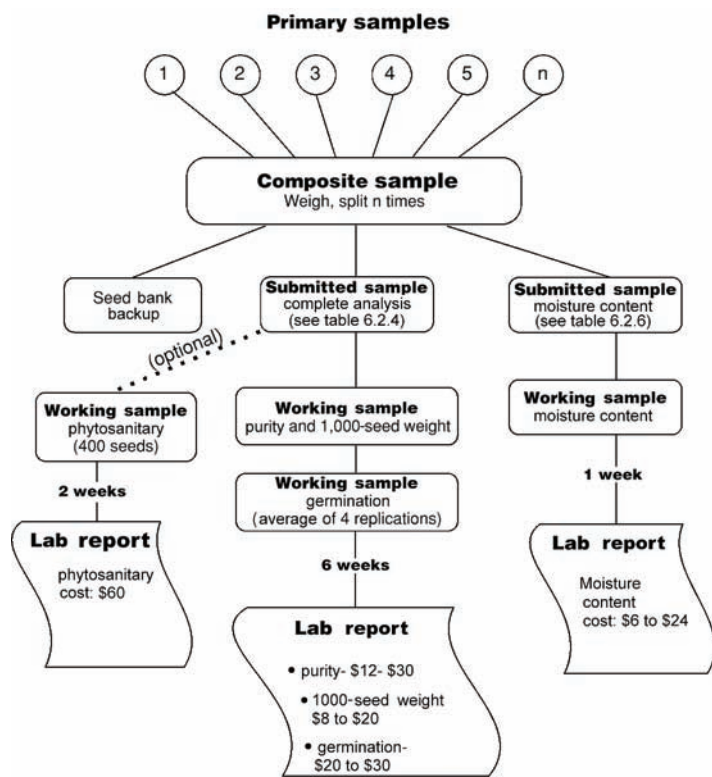 Primary samples
1 2 3 4 5 n
Composite sample
Weigh, split n times
Seed bank
backup
Submitted sample
complete analysis
(see table 6.2.4)
Submitted sample
moisture content
(see table 6.2.6)
(optional)
Working sample
phytosanitary
(400 seeds)
Working sample
purity and 1,000-seed weight
Working sample
moisture content
2 weeks
Working sample
germination
(average of 4 replications)
1 week
Lab report
phytosanitary
cost: $60
6 weeks
Lab report
Moisture
content
cost: $6 to $24
Lab report
• purity- $12- $30
• 1000-seed weight
$8 to $20
• germination-
$20 to $30